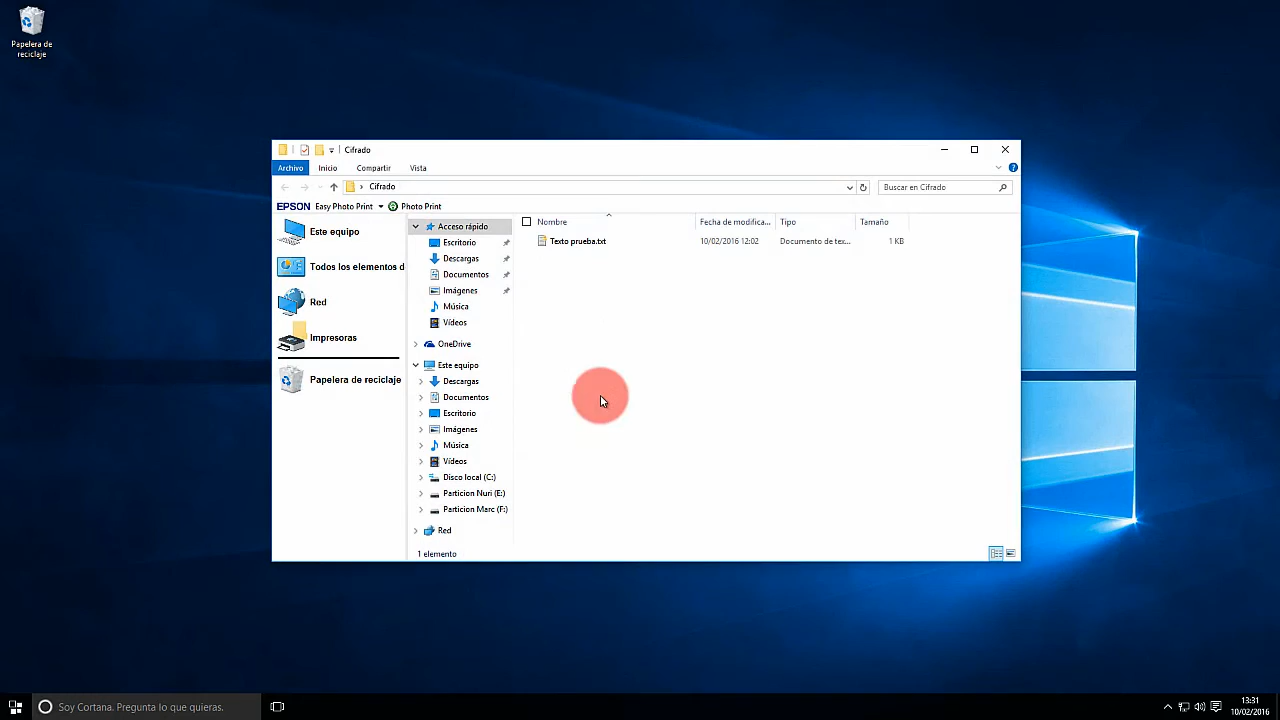 Papelera de
reciclaje
Cifrado
Archivo Inicio Compartir Vista
Cifrado Buscar en Cifrado
EPSON Easy Photo Print Photo Print
Este equipo
Todos los elementos d
Red
Impresoras
Papelera de reciclaje
Acceso rápido
Escritorio
Descargas
Documentos
Imágenes
Música
Vídeos
OneDrive
Este equipo
Descargas
Documentos
Escritorio
Imágenes
Música
Vídeos
Disco local (C:)
Particion Nuri (E:)
Particion Marc (F:)
Red
Nombre Fecha de modifica... Tipo Tamaño
Texto prueba.txt 10/02/2016 12:02 Documento de tex... 1 KB
1 elemento
Soy Cortana. Pregunta lo que quieras.
13:31
10/02/2016